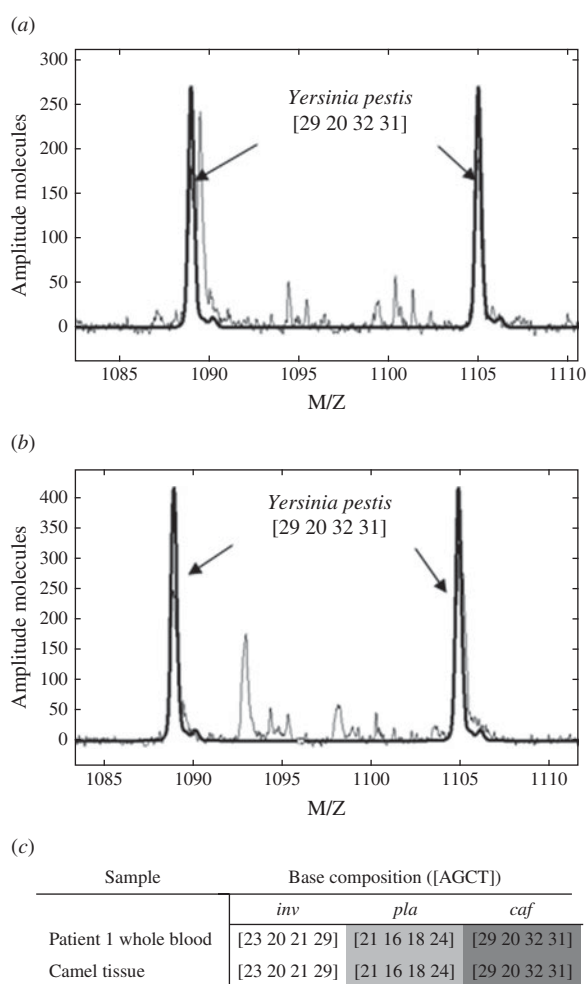 (a)
300
250
200
150
100
50
0
Amplitude molecules
Yersinia pestis
[29 20 32 31]
1085 1090 1095 1100 1105 1110
M/Z
(b)
400
350
300
250
200
150
100
50
0
Amplitude molecules
Yersinia pestis
[29 20 32 31]
1085 1090 1095 1100 1105 1110
M/Z
(c)
Sample Base composition ([AGCT])
inv pla caf
Patient 1 whole blood [23 20 21 29] [21 16 18 24] [29 20 32 31]
Camel tissue [23 20 21 29] [21 16 18 24] [29 20 32 31]